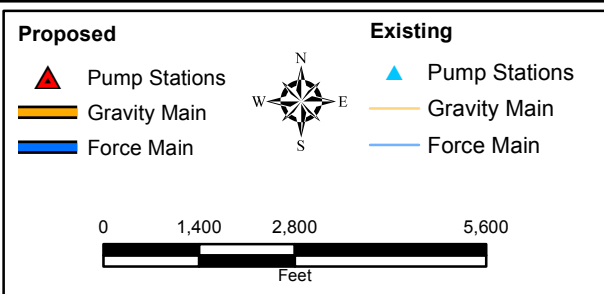 Proposed
Pump Stations
Gravity Main
Force Main
N
W E
S
Existing
Pump Stations
Gravity Main
Force Main
0 1,400 2,800 5,600
Feet